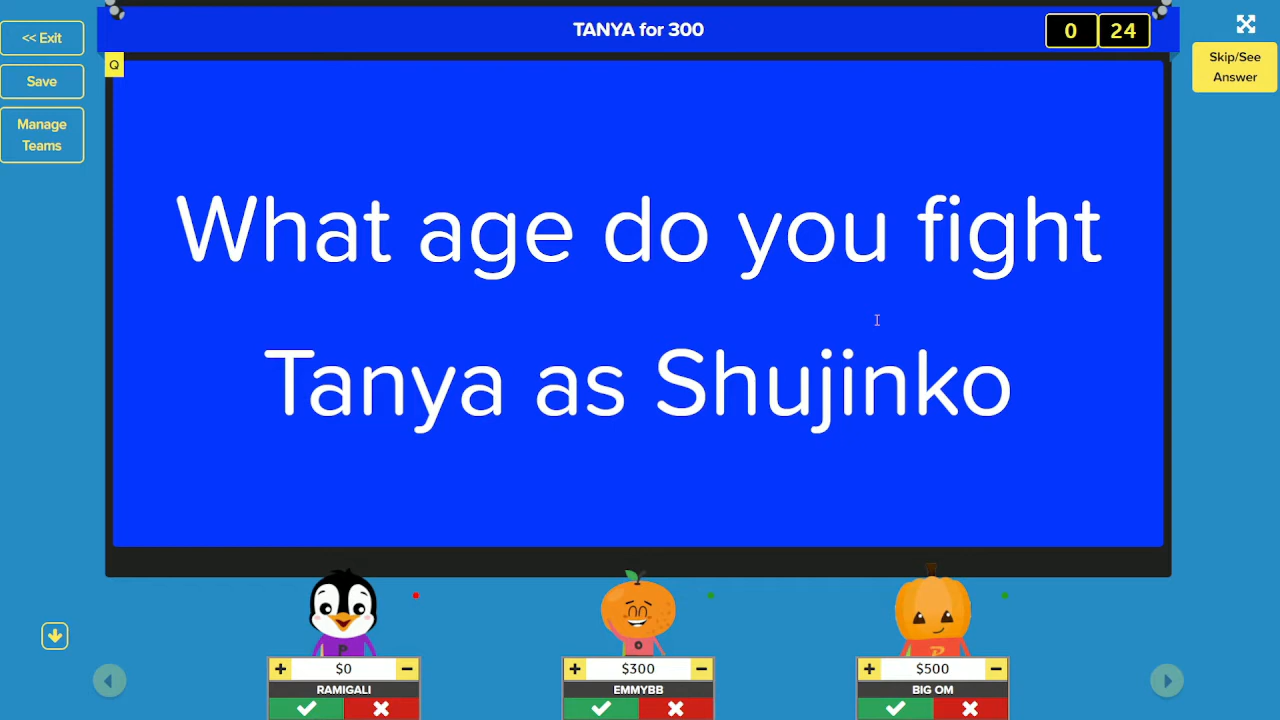 << Exit
Save
Manage
Teams
TANYA for 300
0 24
Skip/See
Answer
Q
What age do you fight
Tanya as Shujinko
P
O
P
+ $0 −
RAMIGALI
+ $300 −
EMMYBB
+ $500 −
BIG OM